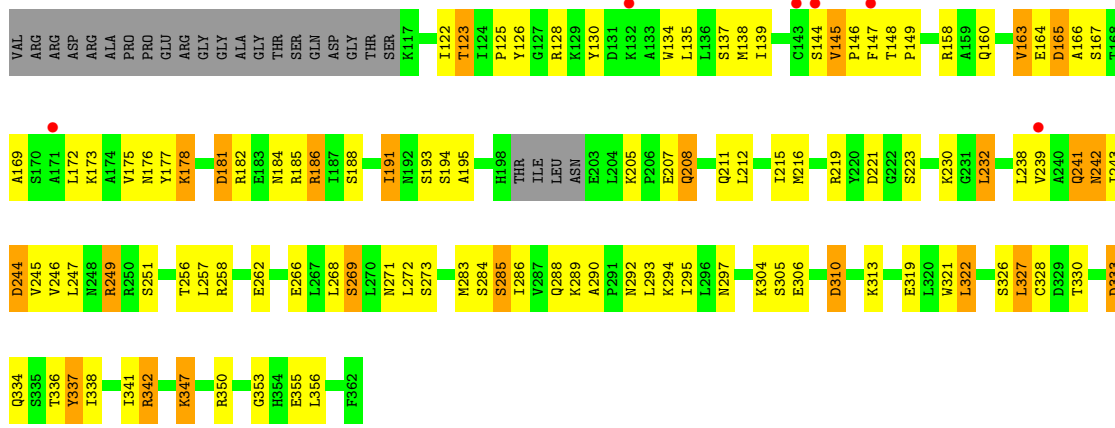 VAL ARG ARG ASP ARG ALA PRO PRO GLU ARG GLY GLY ALA GLY THR SER GLN ASP GLY THR SER K117 I122 T123 I124 P125 Y126 G127 R128 K129 Y130 D131 K132 A133 W134 L135 L136 S137 M138 I139 C143 S144 V145 P146 F147 T148 P149 R158 A159 Q160 V163 E164 D165 A166 S167 T168
A169 S170 A171 L172 K173 A174 V175 N176 Y177 K178 D181 R182 E183 N184 R185 R186 I187 S188 I191 N192 S193 S194 A195 H198 THR ILE LEU ASN E203 L204 K205 P206 E207 Q208 Q211 L212 I215 M216 R219 Y220 D221 G222 S223 K230 G231 L232 L238 V239 A240 Q241 N242 I243
D244 V245 V246 L247 N248 R249 R250 S251 T256 L257 R258 E262 E266 L267 L268 S269 L270 N271 L272 S273 M283 S284 S285 I286 V287 Q288 K289 A290 P291 N292 L293 K294 I295 L296 N297 K304 S305 E306 D310 K313 E319 L320 W321 L322 S326 L327 C328 D329 T330 D333
Q334 S335 T336 Y337 I338 I341 R342 K347 R350 G353 H354 E355 L356 F362